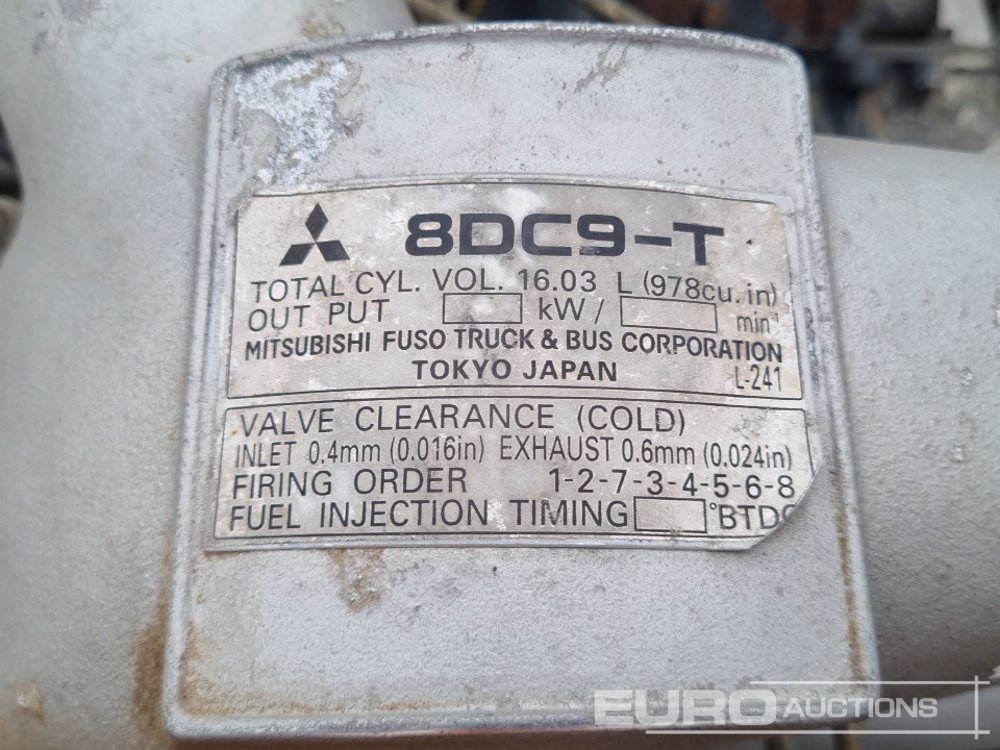 8DC9-T
TOTAL CYL. VOL. 16.03 L (978cu. in)
OUT PUT kW/ min⁻¹
MITSUBISHI FUSO TRUCK & BUS CORPORATION
TOKYO JAPAN L-241
VALVE CLEARANCE (COLD)
INLET 0.4mm (0.016in) EXHAUST 0.6mm (0.024in)
FIRING ORDER 1-2-7-3-4-5-6-8
FUEL INJECTION TIMING °BTDC
EURO AUCTIONS